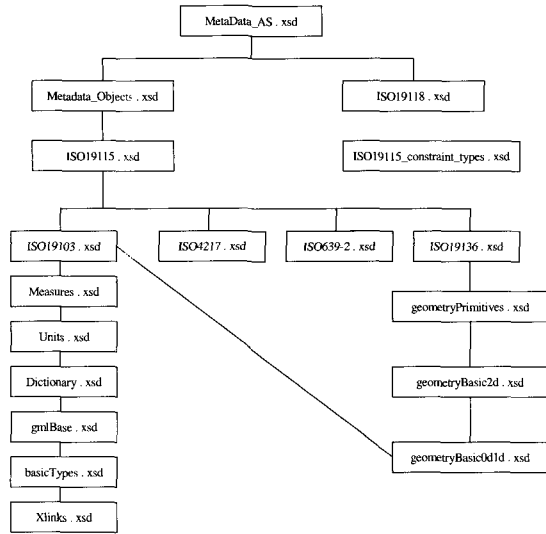 MetaData_AS . xsd
Metadata_Objects . xsd
ISO19118 . xsd
ISO19115 . xsd
ISO19115_constraint_types . xsd
ISO19103 . xsd
ISO4217 . xsd
ISO639-2 . xsd
ISO19136 . xsd
Measures . xsd
geometryPrimitives . xsd
Units . xsd
Dictionary . xsd
geometryBasic2d . xsd
gmlBase . xsd
basicTypes . xsd
geometryBasic0d1d . xsd
Xlinks . xsd